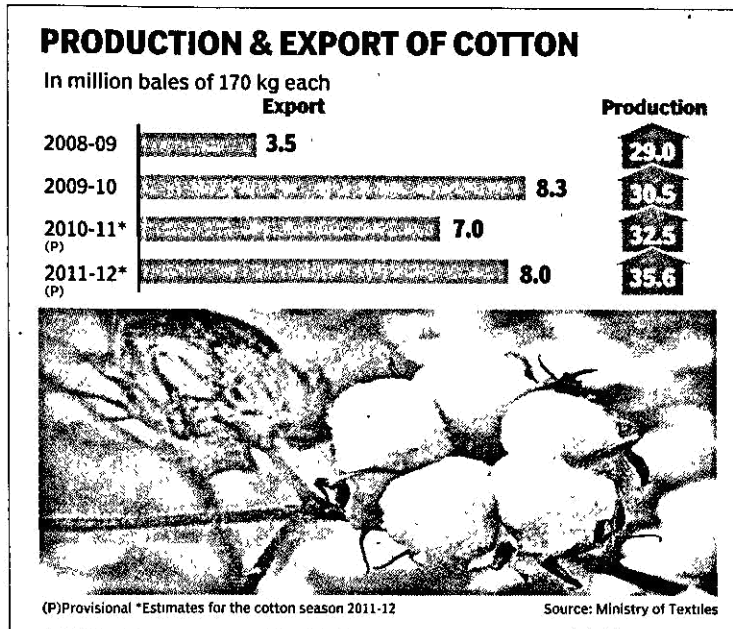 PRODUCTION & EXPORT OF COTTON
In million bales of 170 kg each
Export Production
2008-09 3.5 29.0
2009-10 8.3 30.5
2010-11* 7.0 32.5
(P)
2011-12* 8.0 35.6
(P)
(P)Provisional *Estimates for the cotton season 2011-12 Source: Ministry of Textiles